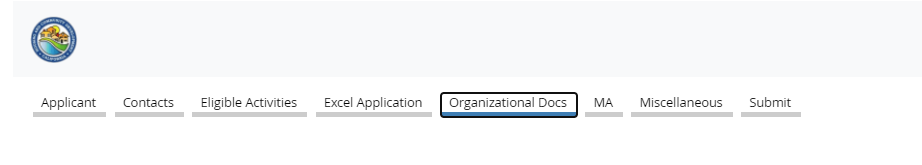 Applicant Contacts Eligible Activities Excel Application Organizational Docs MA Miscellaneous Submit